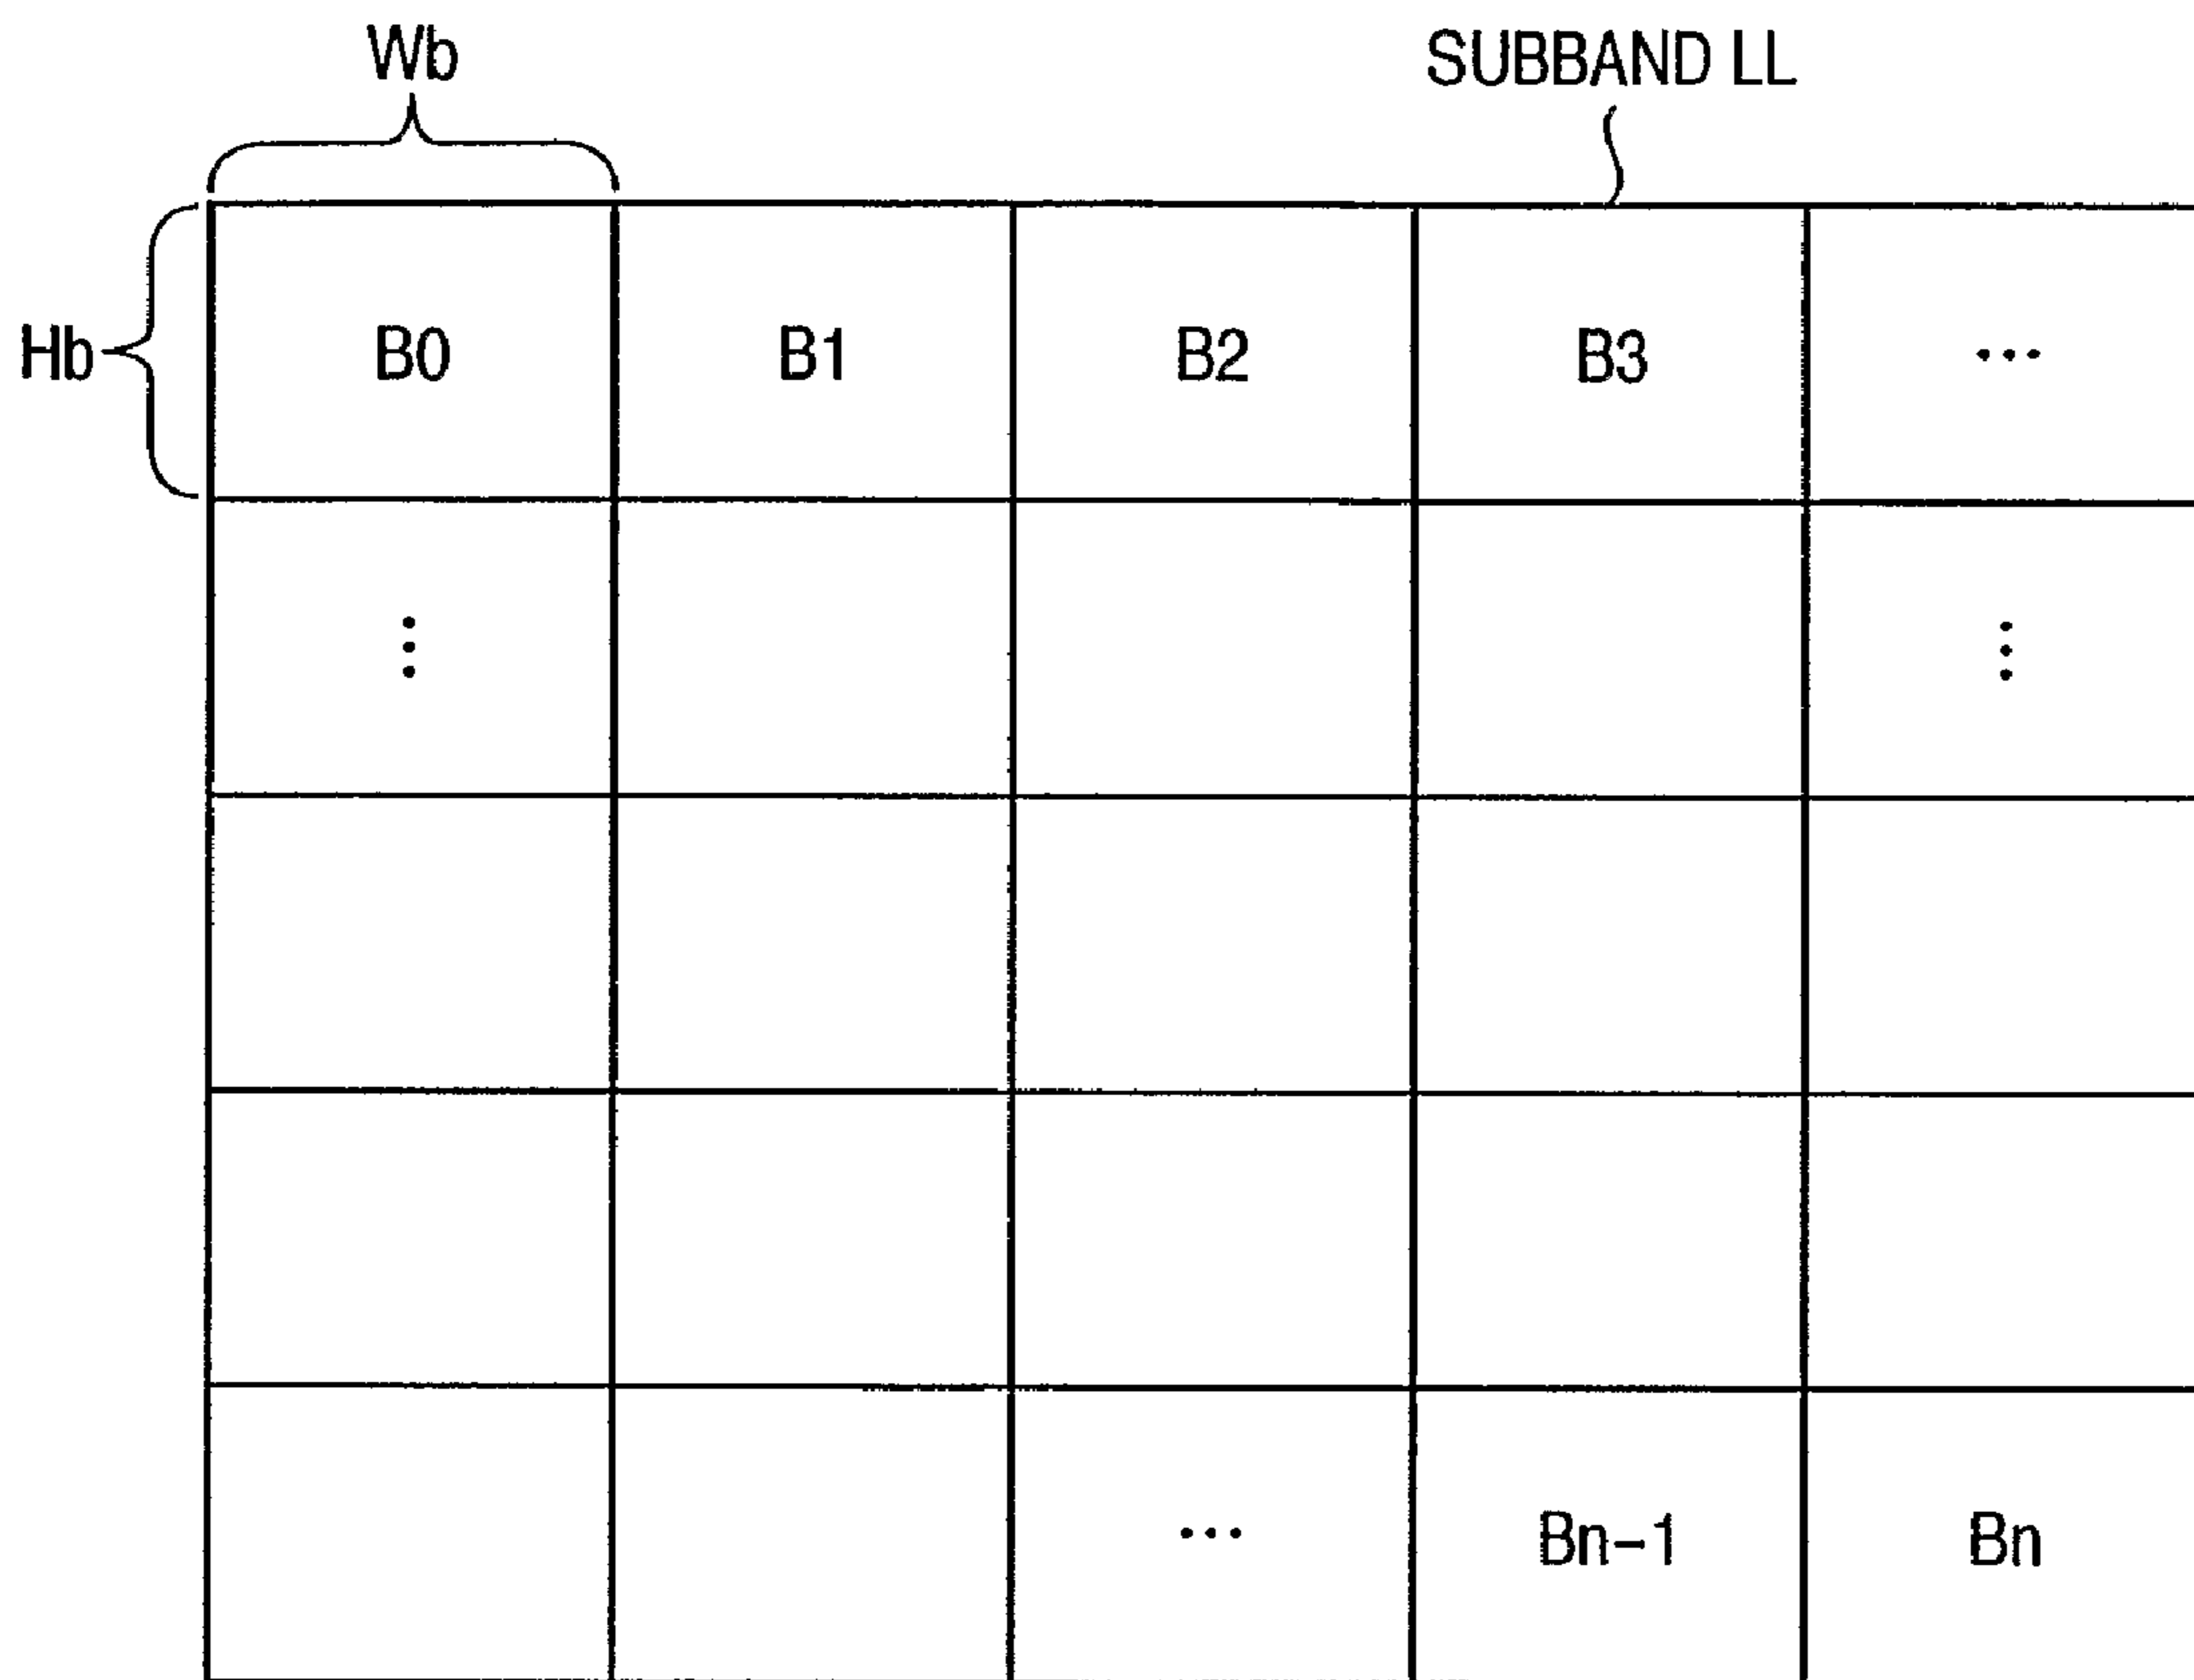 Wb
SUBBAND LL
Hb
B0 B1 B2 B3 ...
⋮ ⋮
... Bn-1 Bn